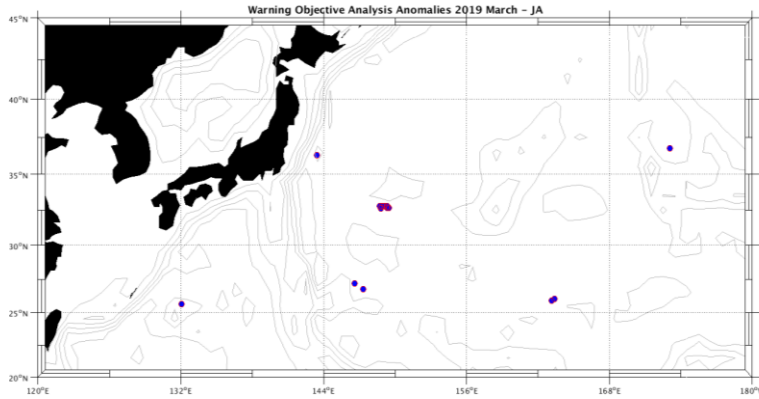 Warning Objective Analysis Anomalies 2019 March - JA
45°N
40°N
35°N
30°N
25°N
20°N
120°E
132°E
144°E
156°E
168°E
180°E